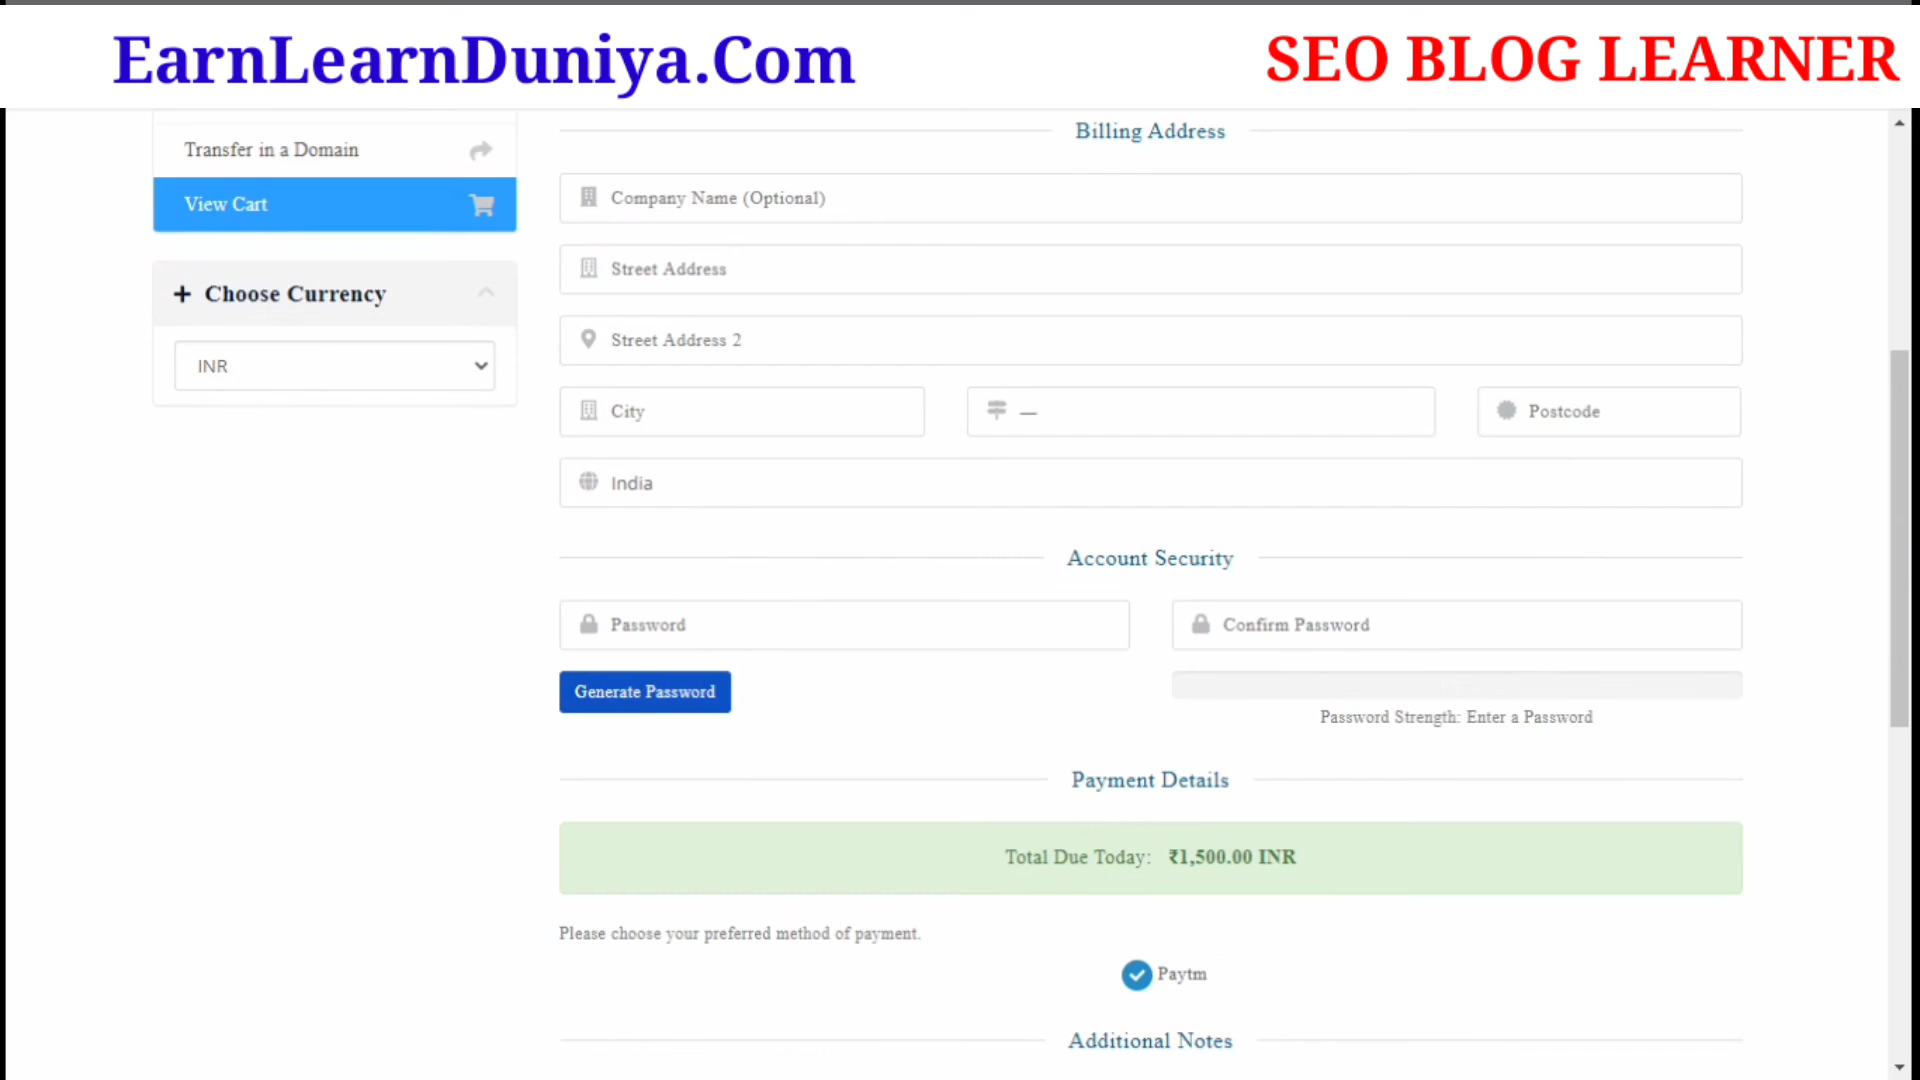 EarnLearnDuniya.Com
SEO BLOG LEARNER
Transfer in a Domain
View Cart
Choose Currency
INR
Billing Address
Company Name (Optional)
Street Address
Street Address 2
City
—
Postcode
India
Account Security
Password
Confirm Password
Generate Password
Password Strength: Enter a Password
Payment Details
Total Due Today: ₹1,500.00 INR
Please choose your preferred method of payment.
Paytm
Additional Notes